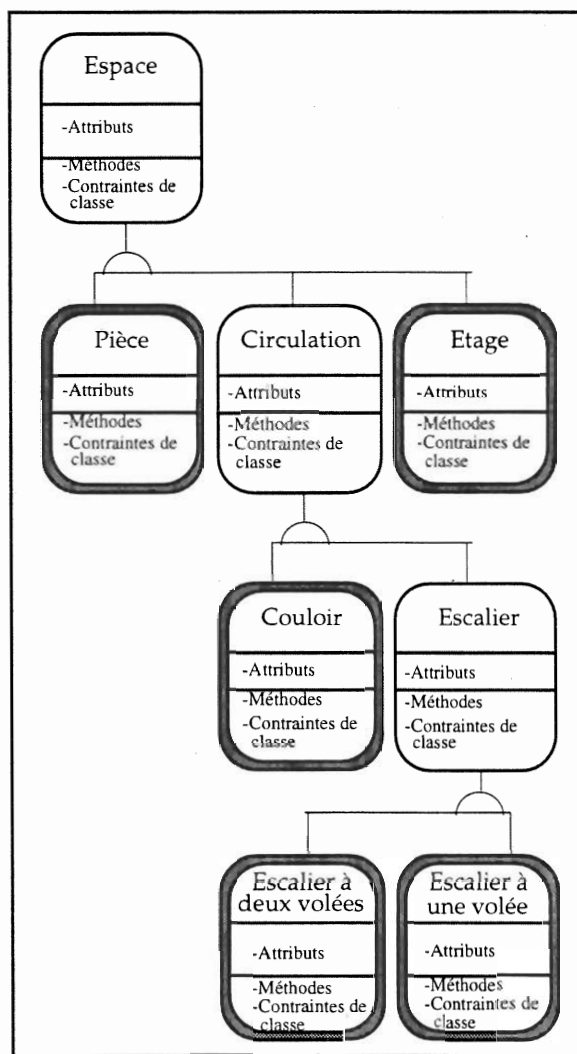 Espace
-Attributs
-Méthodes
-Contraintes de
classe
Pièce
-Attributs
-Méthodes
-Contraintes de
classe
Circulation
-Attributs
-Méthodes
-Contraintes de
classe
Etage
-Attributs
-Méthodes
-Contraintes de
classe
Couloir
-Attributs
-Méthodes
-Contraintes de
classe
Escalier
-Attributs
-Méthodes
-Contraintes de
classe
Escalier à
deux volées
-Attributs
-Méthodes
-Contraintes de
classe
Escalier à
une volée
-Attributs
-Méthodes
-Contraintes de
classe